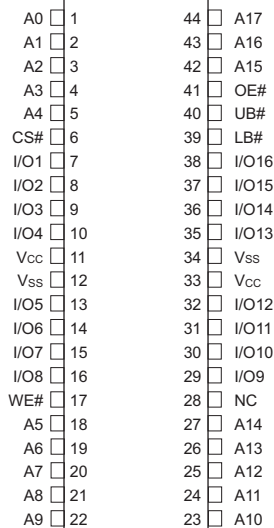 A0 1 44 A17
A1 2 43 A16
A2 3 42 A15
A3 4 41 OE#
A4 5 40 UB#
CS# 6 39 LB#
I/O1 7 38 I/O16
I/O2 8 37 I/O15
I/O3 9 36 I/O14
I/O4 10 35 I/O13
Vcc 11 34 Vss
Vss 12 33 Vcc
I/O5 13 32 I/O12
I/O6 14 31 I/O11
I/O7 15 30 I/O10
I/O8 16 29 I/O9
WE# 17 28 NC
A5 18 27 A14
A6 19 26 A13
A7 20 25 A12
A8 21 24 A11
A9 22 23 A10